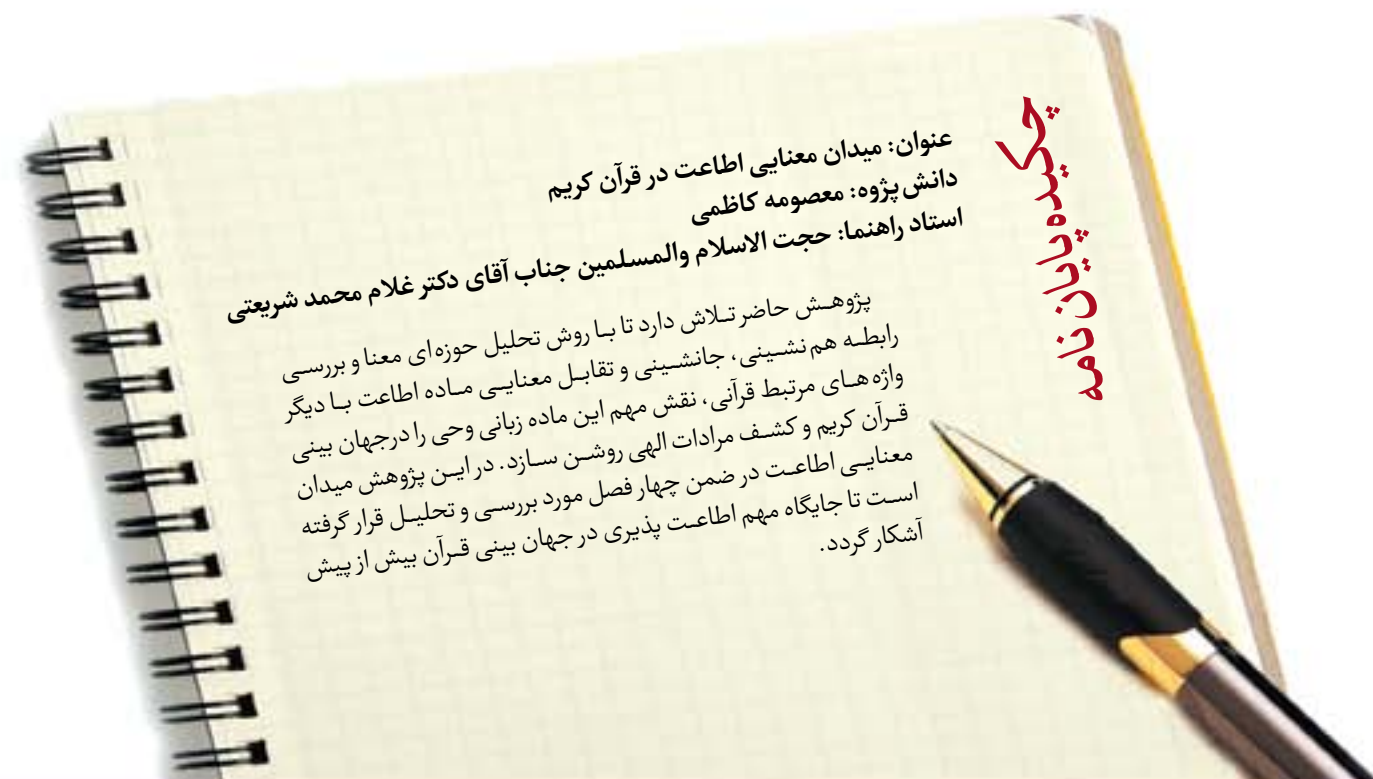 چکیده پایان نامه
عنوان: میدان معنایی اطاعت در قرآن کریم
دانش پژوه: معصومه کاظمی
استاد راهنما: حجت الاسلام والمسلمین جناب آقای دکتر غلام محمد شریعتی
پژوهش حاضر تلاش دارد تا با روش تحلیل حوزه ای معنا و بررسی
رابطه هم نشینی، جانشینی و تقابل معنایی ماده اطاعت با دیگر
واژه های مرتبط قرآنی، نقش مهم این ماده زبانی وحی را درجهان بینی
قرآن کریم و کشف مرادات الهی روشن سازد. در این پژوهش میدان
معنایی اطاعت در ضمن چهار فصل مورد بررسی و تحلیل قرار گرفته
است تا جایگاه مهم اطاعت پذیری در جهان بینی قرآن بیش از پیش
آشکار گردد.